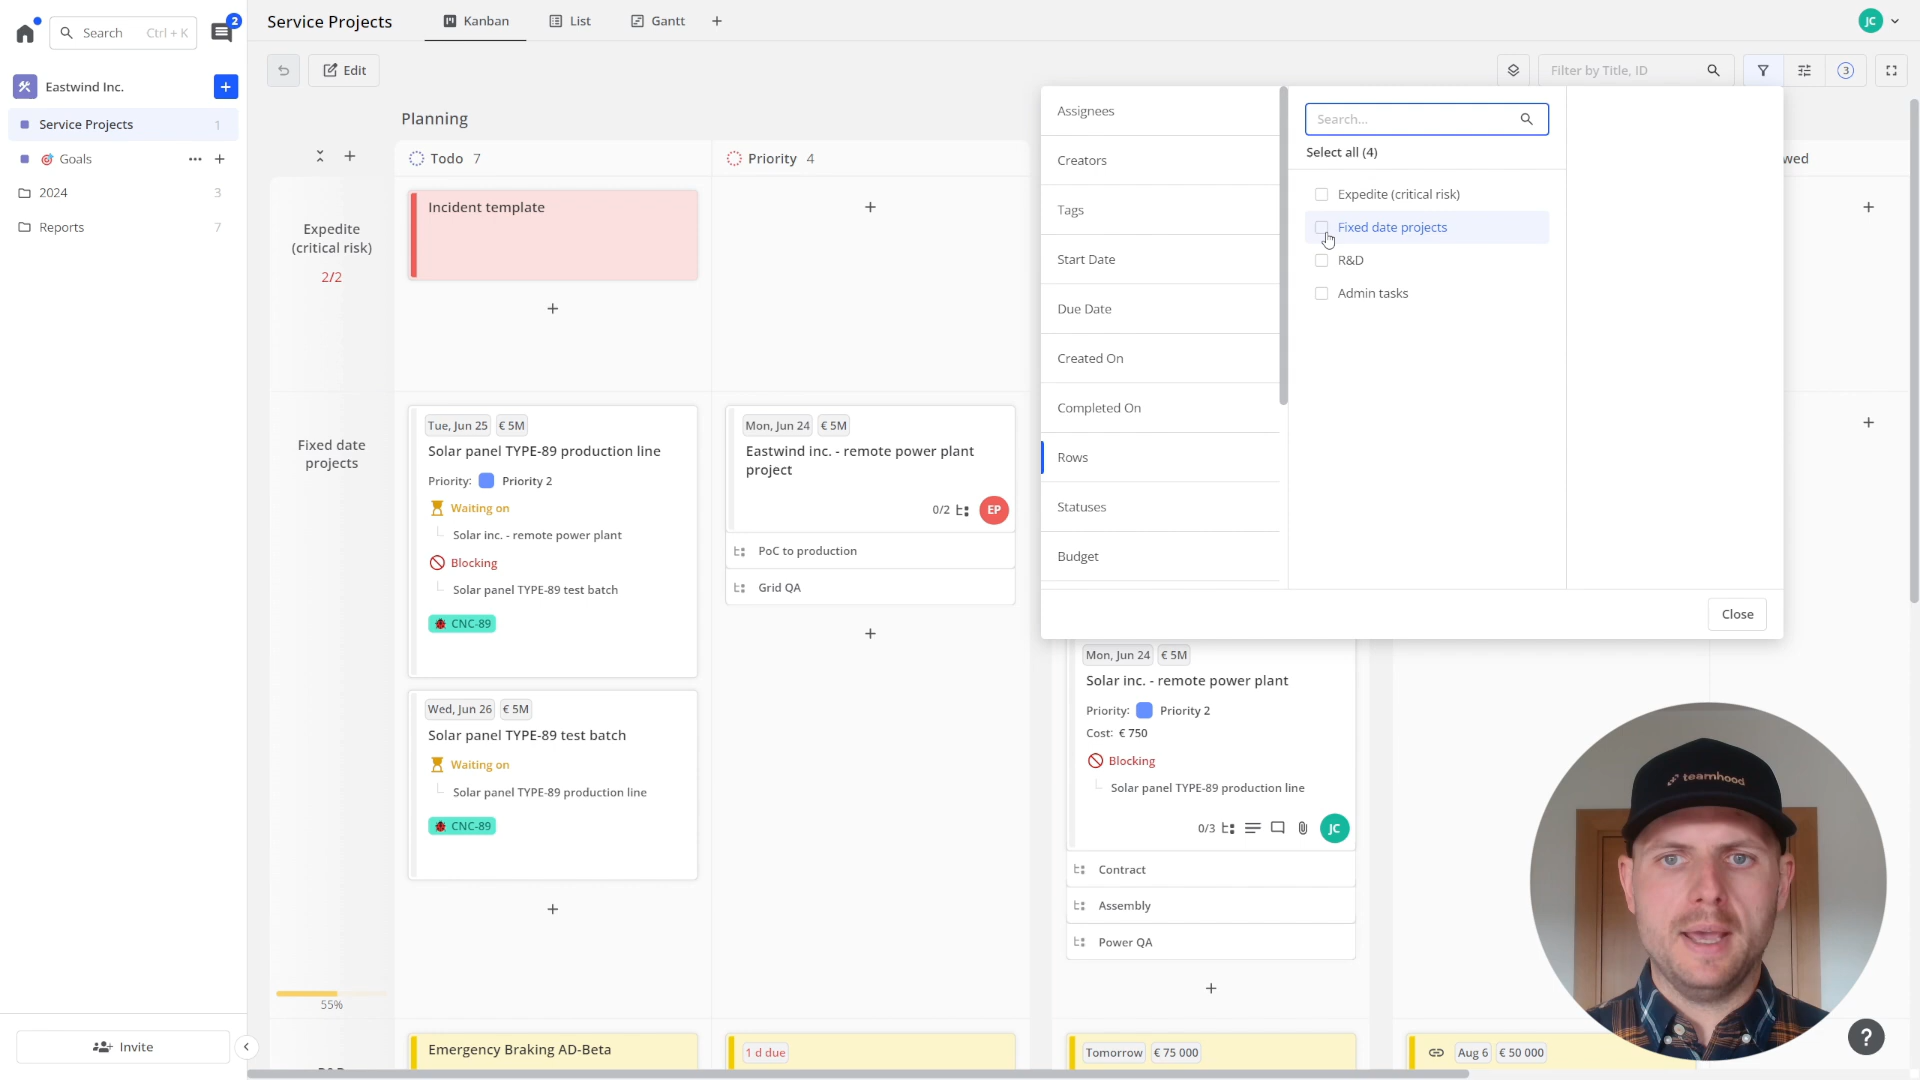 Search
Ctrl + K
2
Service Projects
Kanban
List
Gantt
JC
Eastwind Inc.
Edit
Filter by Title, ID
3
Service Projects
1
Goals
2024
3
Reports
7
Planning
Todo
7
Priority
4
wed
Expedite
(critical risk)
2/2
Incident template
Fixed date
projects
Tue, Jun 25
€ 5M
Solar panel TYPE-89 production line
Priority:
Priority 2
Waiting on
Solar inc. - remote power plant
Blocking
Solar panel TYPE-89 test batch
CNC-89
Wed, Jun 26
€ 5M
Solar panel TYPE-89 test batch
Waiting on
Solar panel TYPE-89 production line
CNC-89
55%
Mon, Jun 24
€ 5M
Eastwind inc. - remote power plant
project
0/2
EP
PoC to production
Grid QA
Assignees
Creators
Tags
Start Date
Due Date
Created On
Completed On
Rows
Statuses
Budget
Search...
Select all (4)
Expedite (critical risk)
Fixed date projects
R&D
Admin tasks
Close
Mon, Jun 24
€ 5M
Solar inc. - remote power plant
Priority:
Priority 2
Cost: € 750
Blocking
Solar panel TYPE-89 production line
0/3
JC
Contract
Assembly
Power QA
teamhood
Emergency Braking AD-Beta
1 d due
Tomorrow
€ 75 000
Aug 6
€ 50 000
Invite
?